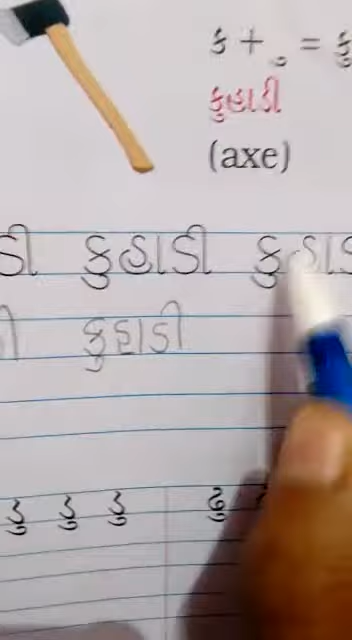 ક + ુ = કુ
કુહાડી
(axe)
ડી કુહાડી કુહાડ
ી કુહાડી
કુ કુ કુ